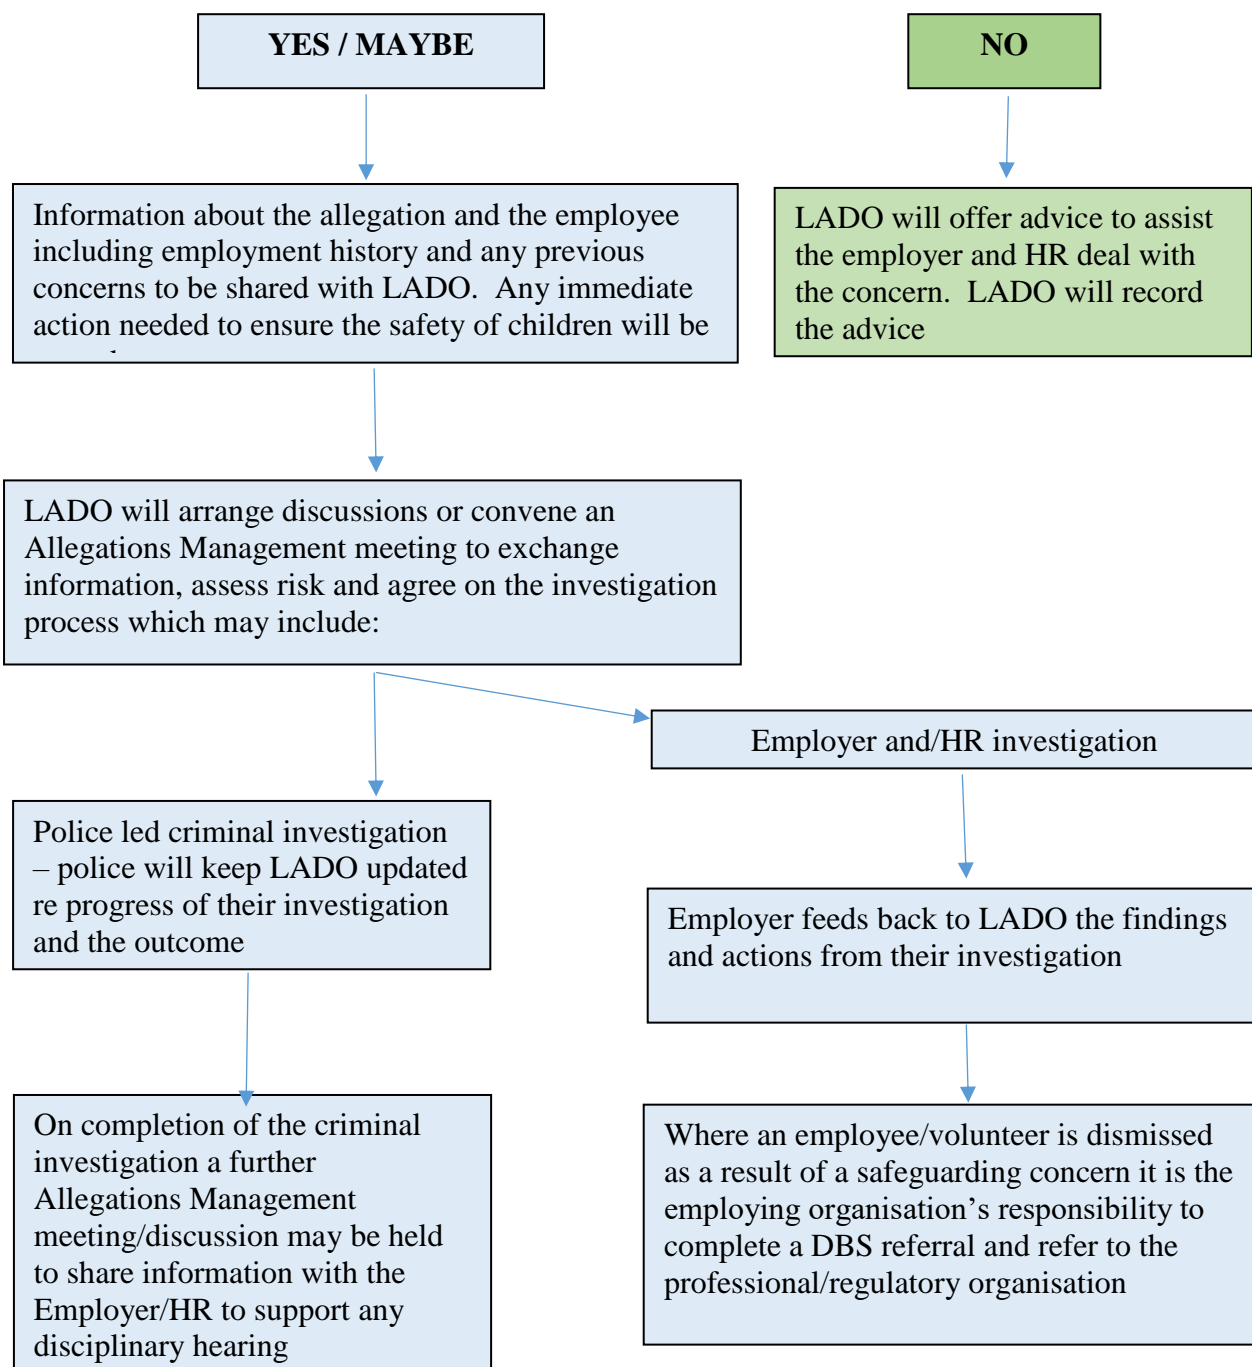 YES / MAYBE
NO
Information about the allegation and the employee
including employment history and any previous
concerns to be shared with LADO.  Any immediate
action needed to ensure the safety of children will be
LADO will offer advice to assist
the employer and HR deal with
the concern.  LADO will record
the advice
LADO will arrange discussions or convene an
Allegations Management meeting to exchange
information, assess risk and agree on the investigation
process which may include:
Employer and/HR investigation
Police led criminal investigation
– police will keep LADO updated
re progress of their investigation
and the outcome
Employer feeds back to LADO the findings
and actions from their investigation
On completion of the criminal
investigation a further
Allegations Management
meeting/discussion may be held
to share information with the
Employer/HR to support any
disciplinary hearing
Where an employee/volunteer is dismissed
as a result of a safeguarding concern it is the
employing organisation’s responsibility to
complete a DBS referral and refer to the
professional/regulatory organisation